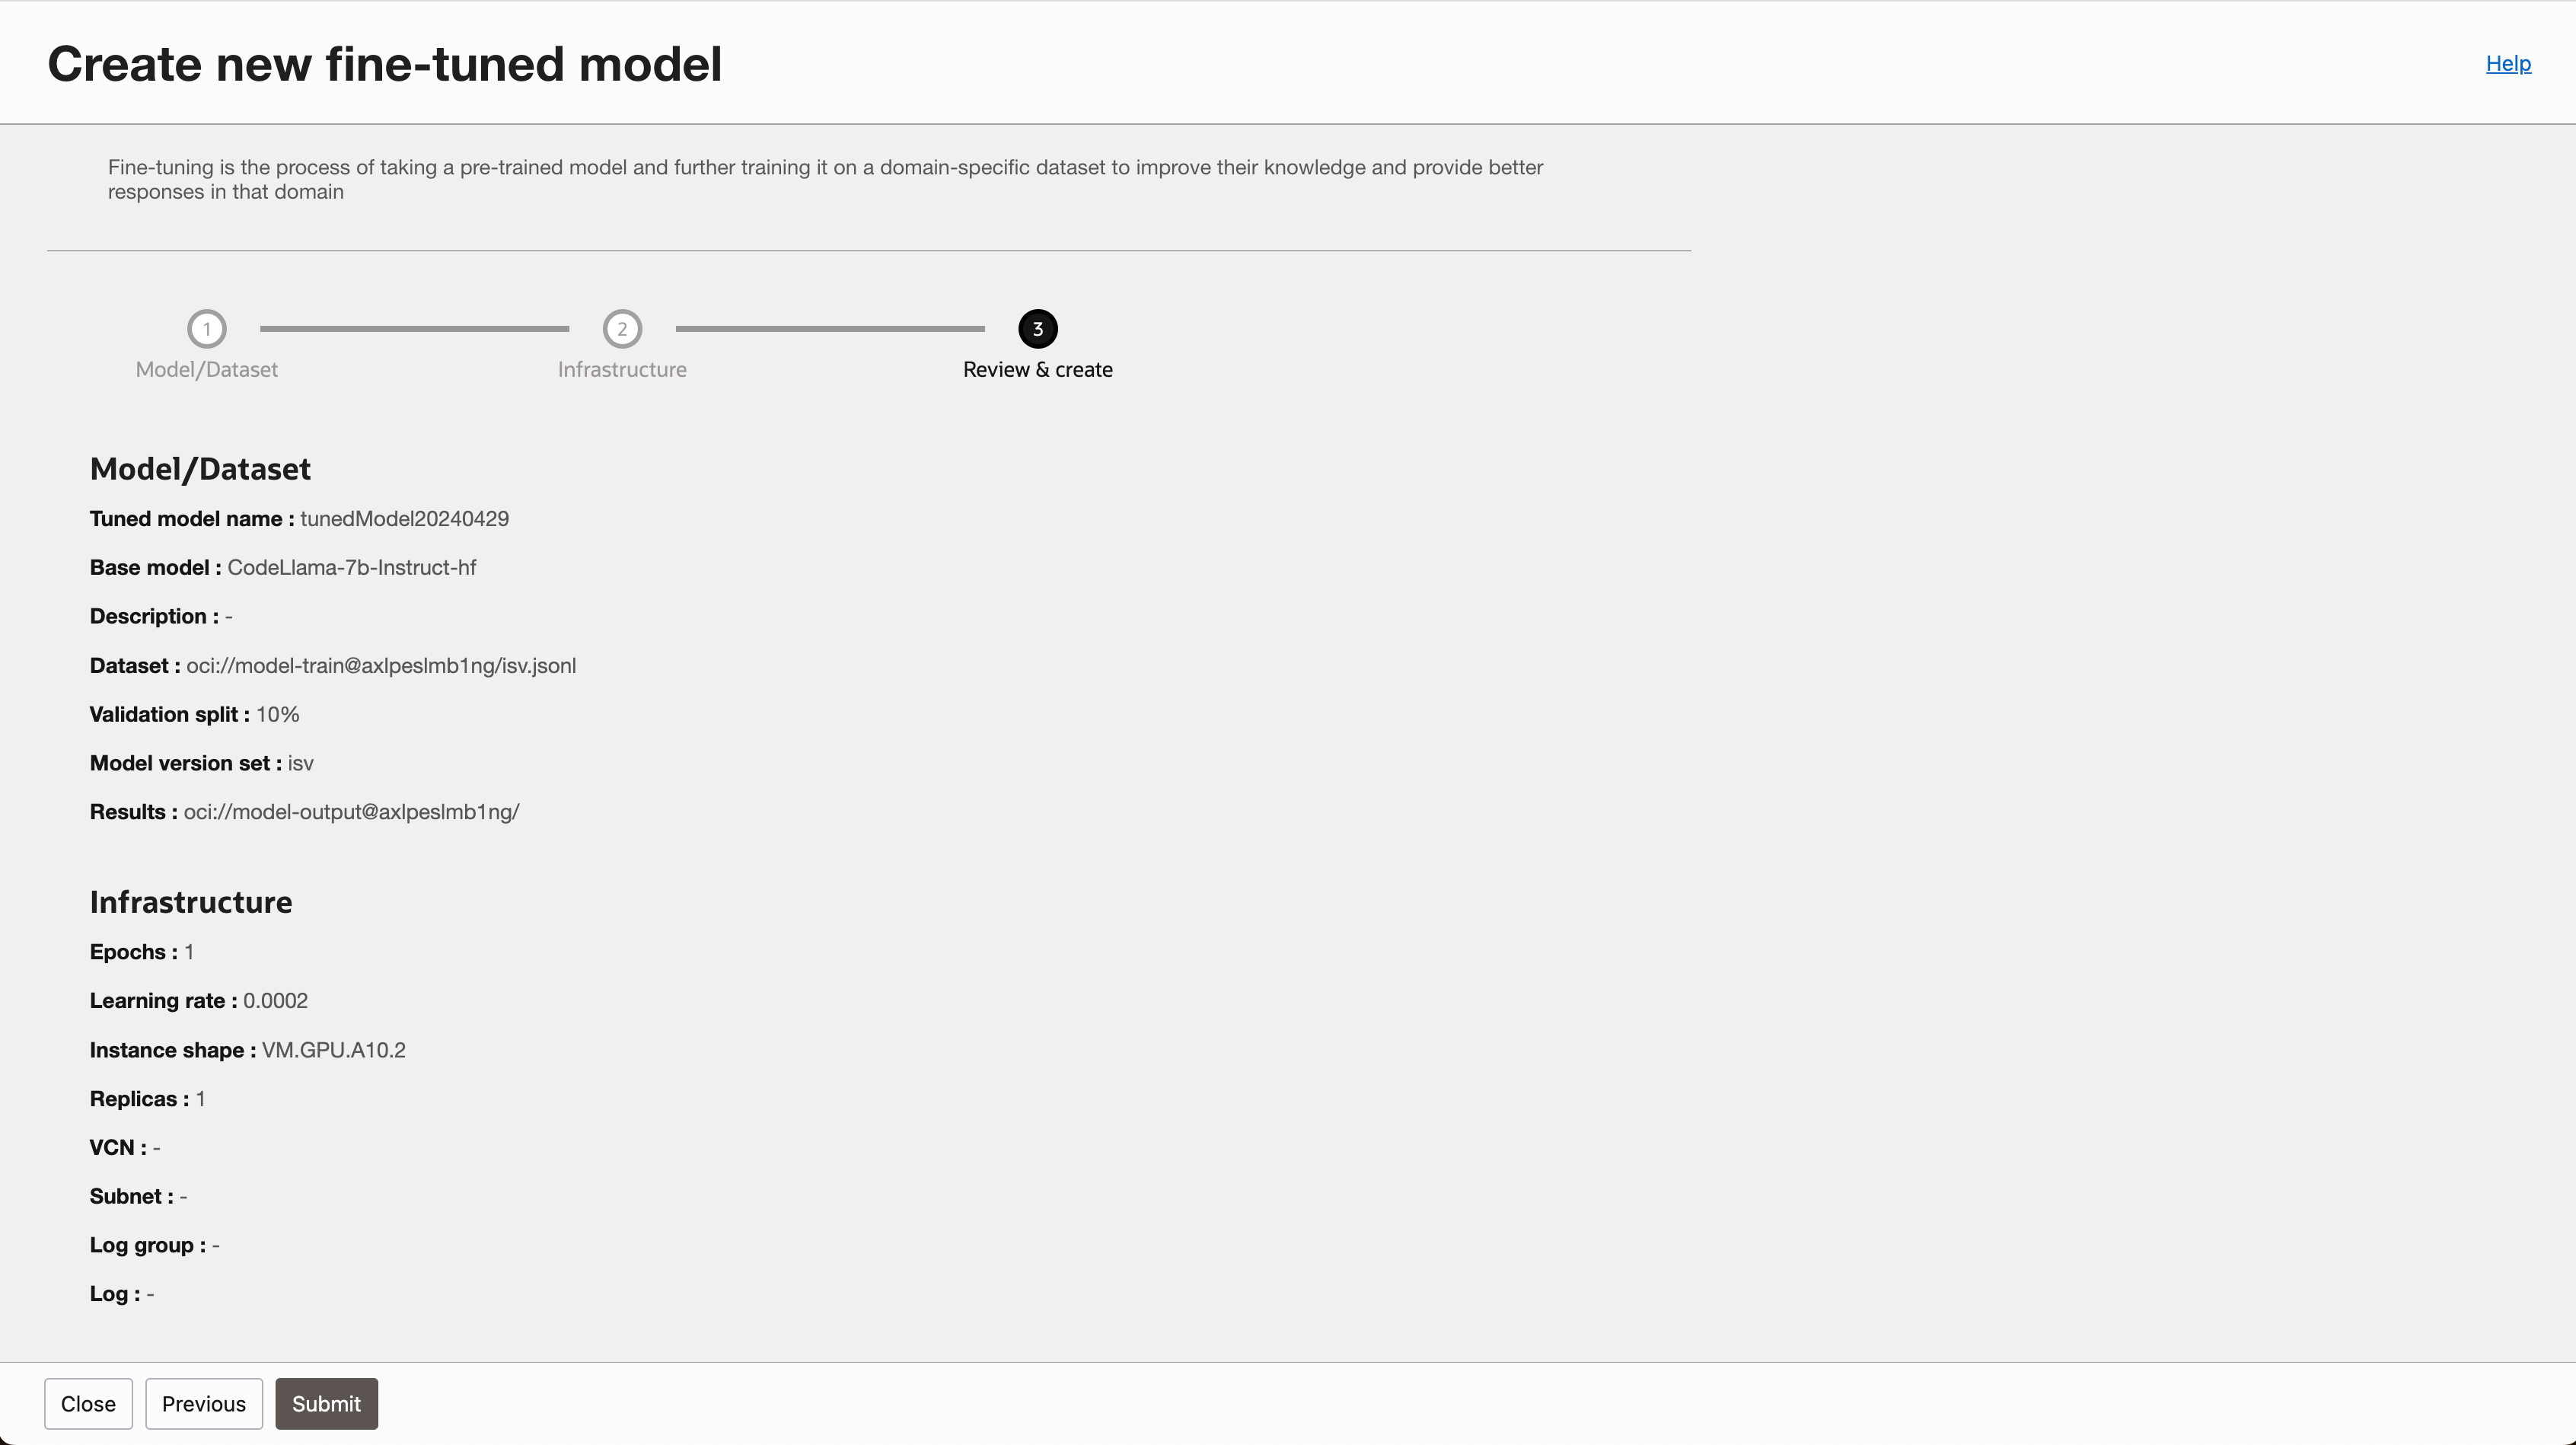 Create new fine-tuned model
Help
Fine-tuning is the process of taking a pre-trained model and further training it on a domain-specific dataset to improve their knowledge and provide better
responses in that domain
1
2
3
Model/Dataset
Infrastructure
Review & create
Model/Dataset
Tuned model name : tunedModel20240429
Base model : CodeLlama-7b-Instruct-hf
Description : -
Dataset : oci://model-train@axlpeslmb1ng/isv.jsonl
Validation split : 10%
Model version set : isv
Results : oci://model-output@axlpeslmb1ng/
Infrastructure
Epochs : 1
Learning rate : 0.0002
Instance shape : VM.GPU.A10.2
Replicas : 1
VCN : -
Subnet : -
Log group : -
Log : -
Close
Previous
Submit